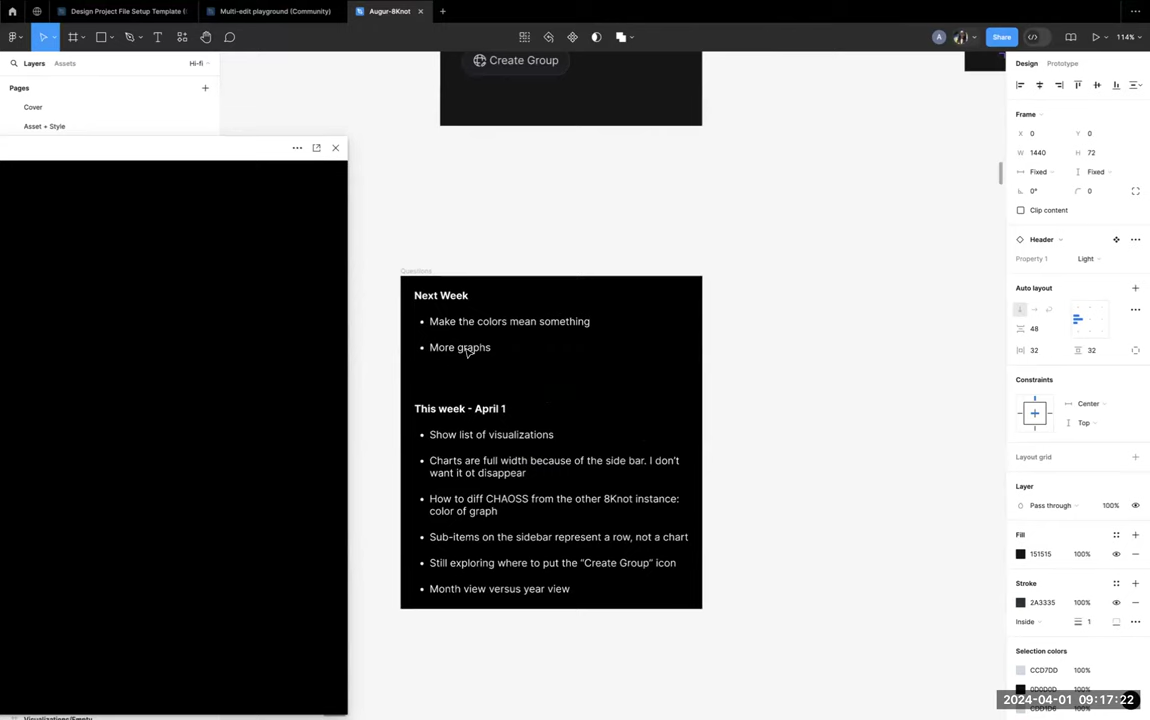 Design Project File Setup Template (
Multi-edit playground (Community)
Augur-8Knot
A
Share
114%
Layers
Assets
Hi-fi
Design
Prototype
Pages
Cover
Asset + Style
Create Group
Frame
X 0
Y 0
W 1440
H 72
Fixed
Fixed
0°
0
Clip content
Header
Property 1
Light
Auto layout
48
32
32
Constraints
Center
Top
Layout grid
Layer
Pass through
100%
Fill
151515
100%
Stroke
2A3335
100%
Inside
1
Selection colors
CCD7DD
100%
0D0D0D
100%
100%
Questions
Next Week
• Make the colors mean something
• More graphs
This week - April 1
• Show list of visualizations
• Charts are full width because of the side bar. I don't
want it ot disappear
• How to diff CHAOSS from the other 8Knot instance:
color of graph
• Sub-items on the sidebar represent a row, not a chart
• Still exploring where to put the "Create Group" icon
• Month view versus year view
Visualizations/Empty
2024-04-01 09:17:22